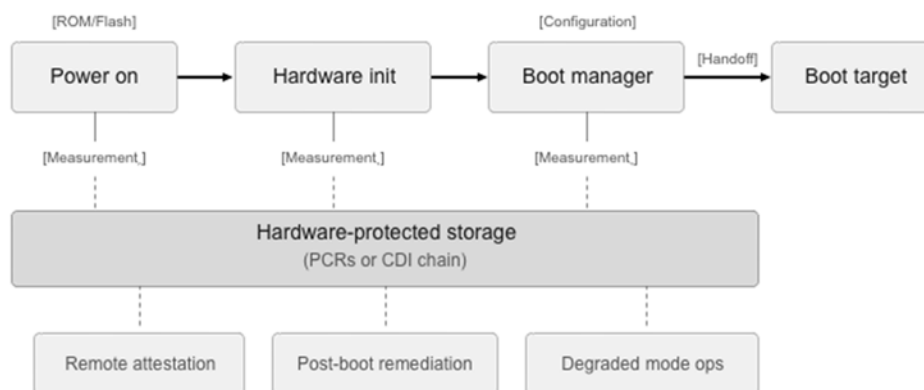 [ROM/Flash] [Configuration]
Power on Hardware init Boot manager [Handoff] Boot target
[Measurement,] [Measurement,] [Measurement,]
Hardware-protected storage
(PCRs or CDI chain)
Remote attestation Post-boot remediation Degraded mode ops